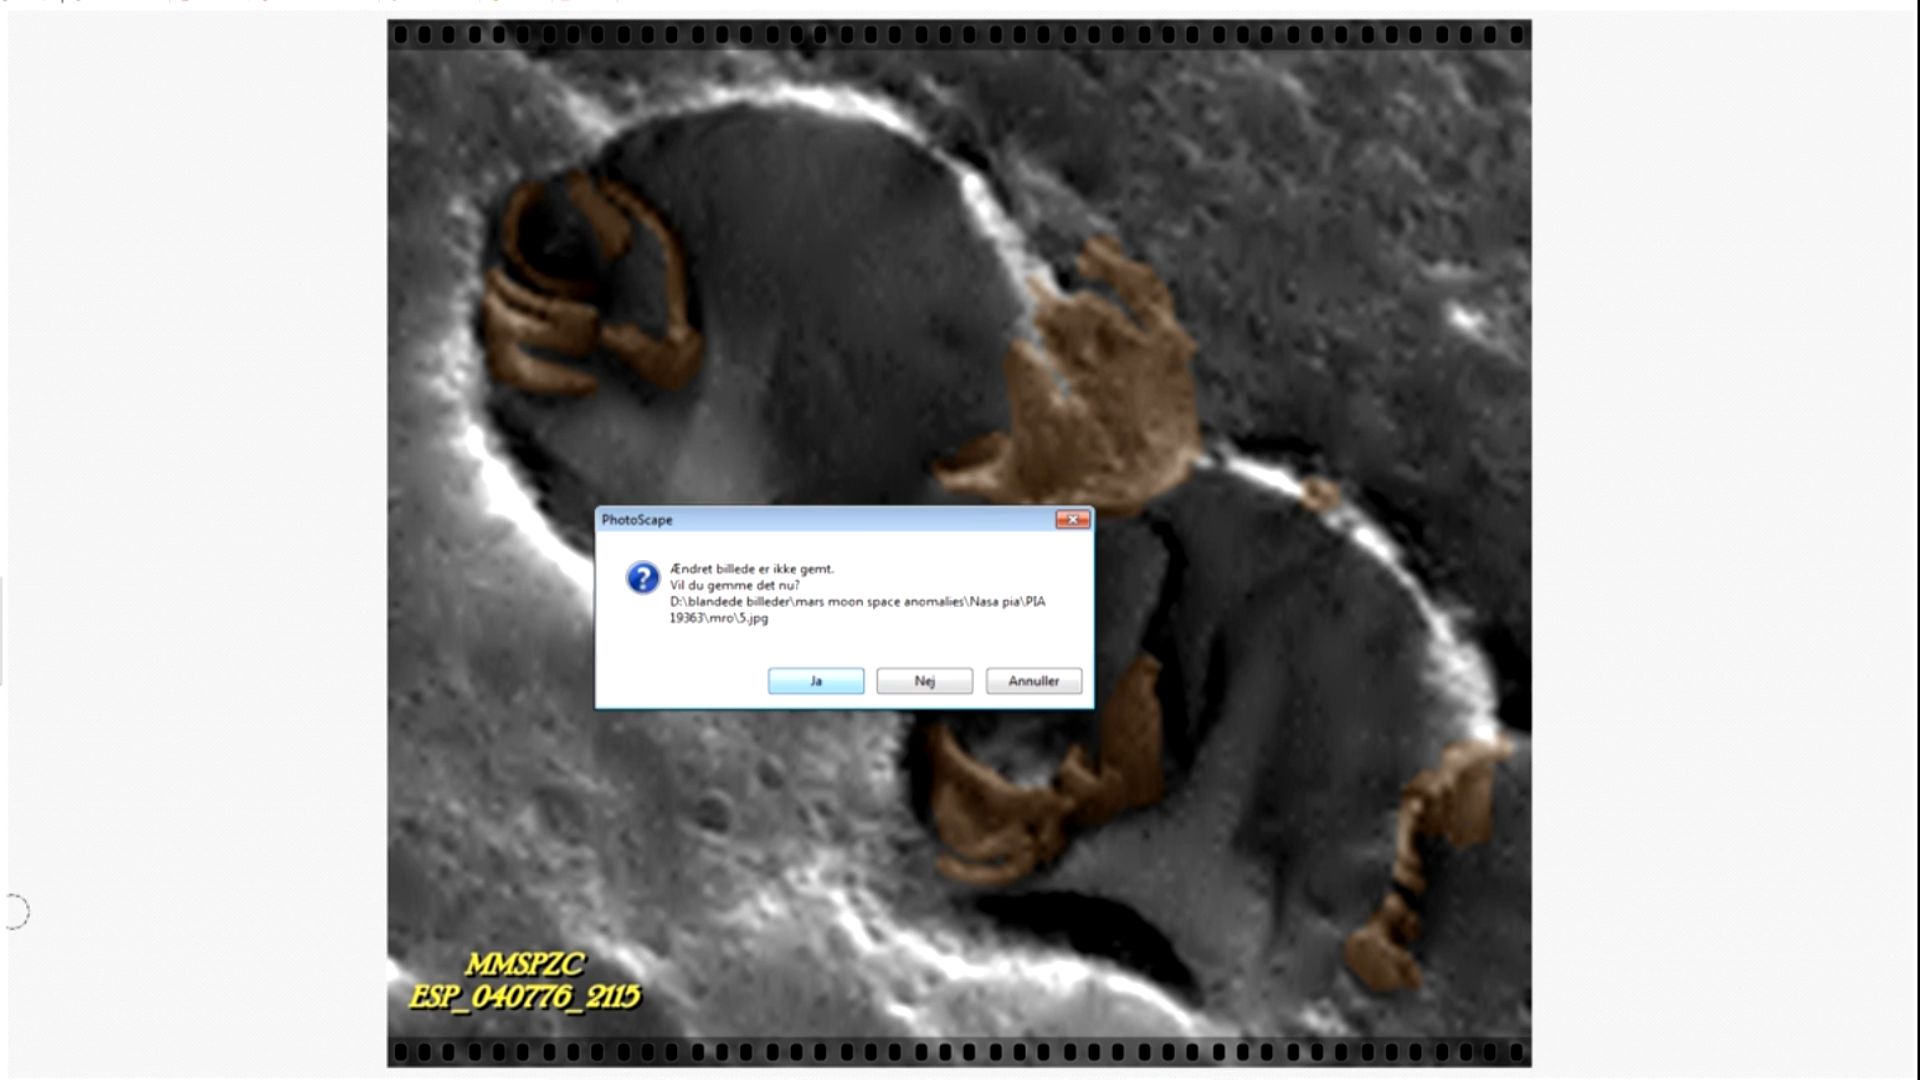 PhotoScape
Ændret billede er ikke gemt.
Vil du gemme det nu?
D:\blandede billeder\mars moon space anomalies\Nasa pia\PIA
19363\mro\5.jpg
Ja Nej Annuller
MMSPZC
ESP_040776_2115